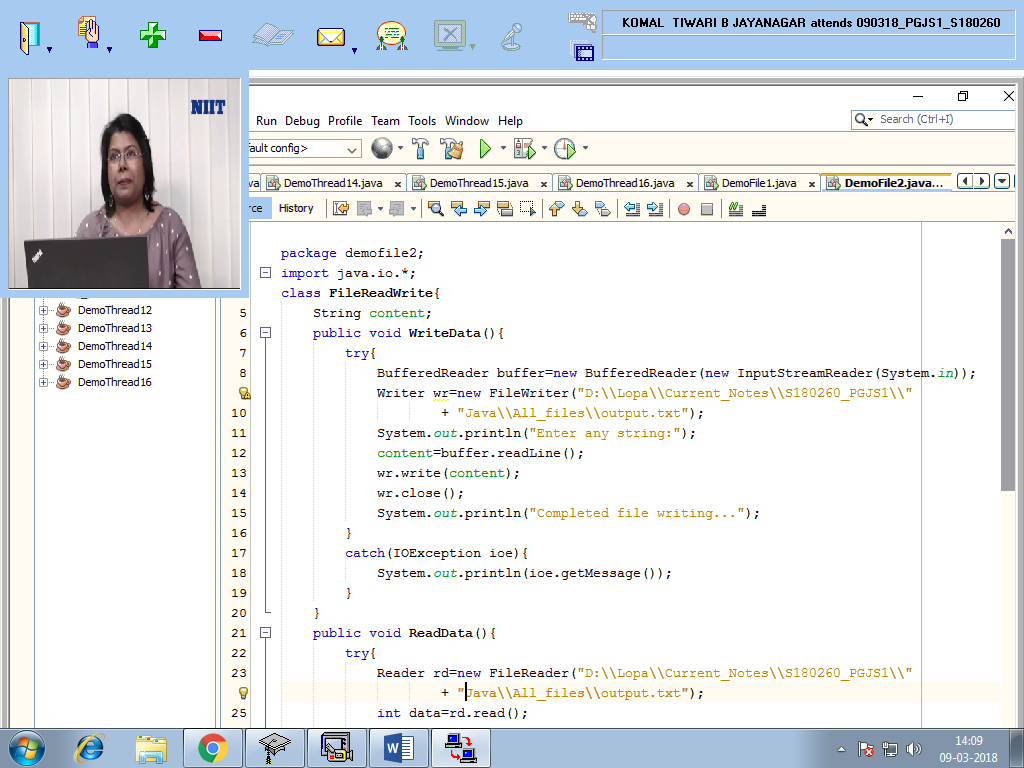 KOMAL TIWARI B JAYANAGAR attends 090318_PGJS1_S180260
NIIT
Run Debug Profile Team Tools Window Help
Search (Ctrl+I)
fault config>
DemoThread14.java
DemoThread15.java
DemoThread16.java
DemoFile1.java
DemoFile2.java...
rce
History
DemoThread12
DemoThread13
DemoThread14
DemoThread15
DemoThread16
package demofile2;
import java.io.*;
class FileReadWrite{
5 String content;
6 public void WriteData(){
7 try{
8 BufferedReader buffer=new BufferedReader(new InputStreamReader(System.in));
Writer wr=new FileWriter("D:\\Lopa\\Current_Notes\\S180260_PGJS1\\"
10 + "Java\\All_files\\output.txt");
11 System.out.println("Enter any string:");
12 content=buffer.readLine();
13 wr.write(content);
14 wr.close();
15 System.out.println("Completed file writing...");
16 }
17 catch(IOException ioe){
18 System.out.println(ioe.getMessage());
19 }
20 }
21 public void ReadData(){
22 try{
23 Reader rd=new FileReader("D:\\Lopa\\Current_Notes\\S180260_PGJS1\\"
+ "Java\\All_files\\output.txt");
25 int data=rd.read();
14:09
09-03-2018